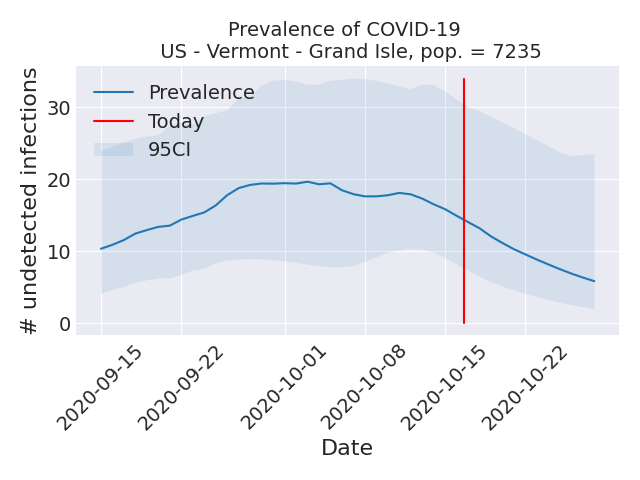 Prevalence of COVID-19
US - Vermont - Grand Isle, pop. = 7235
# undetected infections
30
20
10
0
Prevalence
Today
95CI
2020-09-15
2020-09-22
2020-10-01
2020-10-08
2020-10-15
2020-10-22
Date